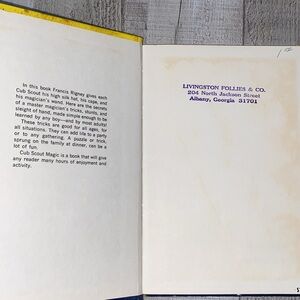 In this book Francis Rigney gives each
Cub Scout his high silk hat, his cape, and
his magician's wand. Here are the secrets
of a master magician's tricks, stunts, and
sleight of hand, made simple enough to be
learned by any boy—and by most adults!
These tricks are good for all ages, for
all situations. They can add life to a party
or to any gathering. A puzzle or trick,
sprung on the family at dinner, can be a
lot of fun.
Cub Scout Magic is a book that will give
any reader many hours of enjoyment and
activity.
LIVINGSTON FOLLIES & CO.
204 North Jackson Street
Albany, Georgia 31701